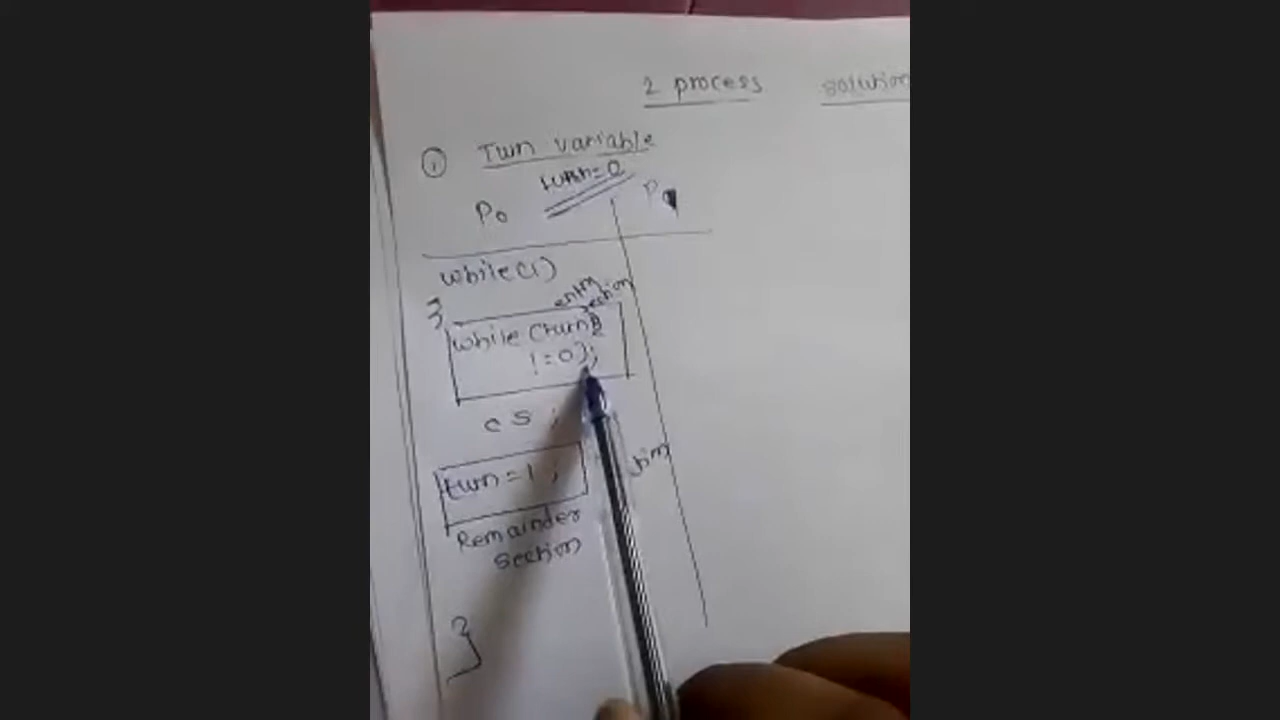 2 process solution
① Turn variable
turn=0
P0 P
while(1)
{
entry
section
while (turn
!=0);
cs ;
turn=1 ;
Remainder
section
}